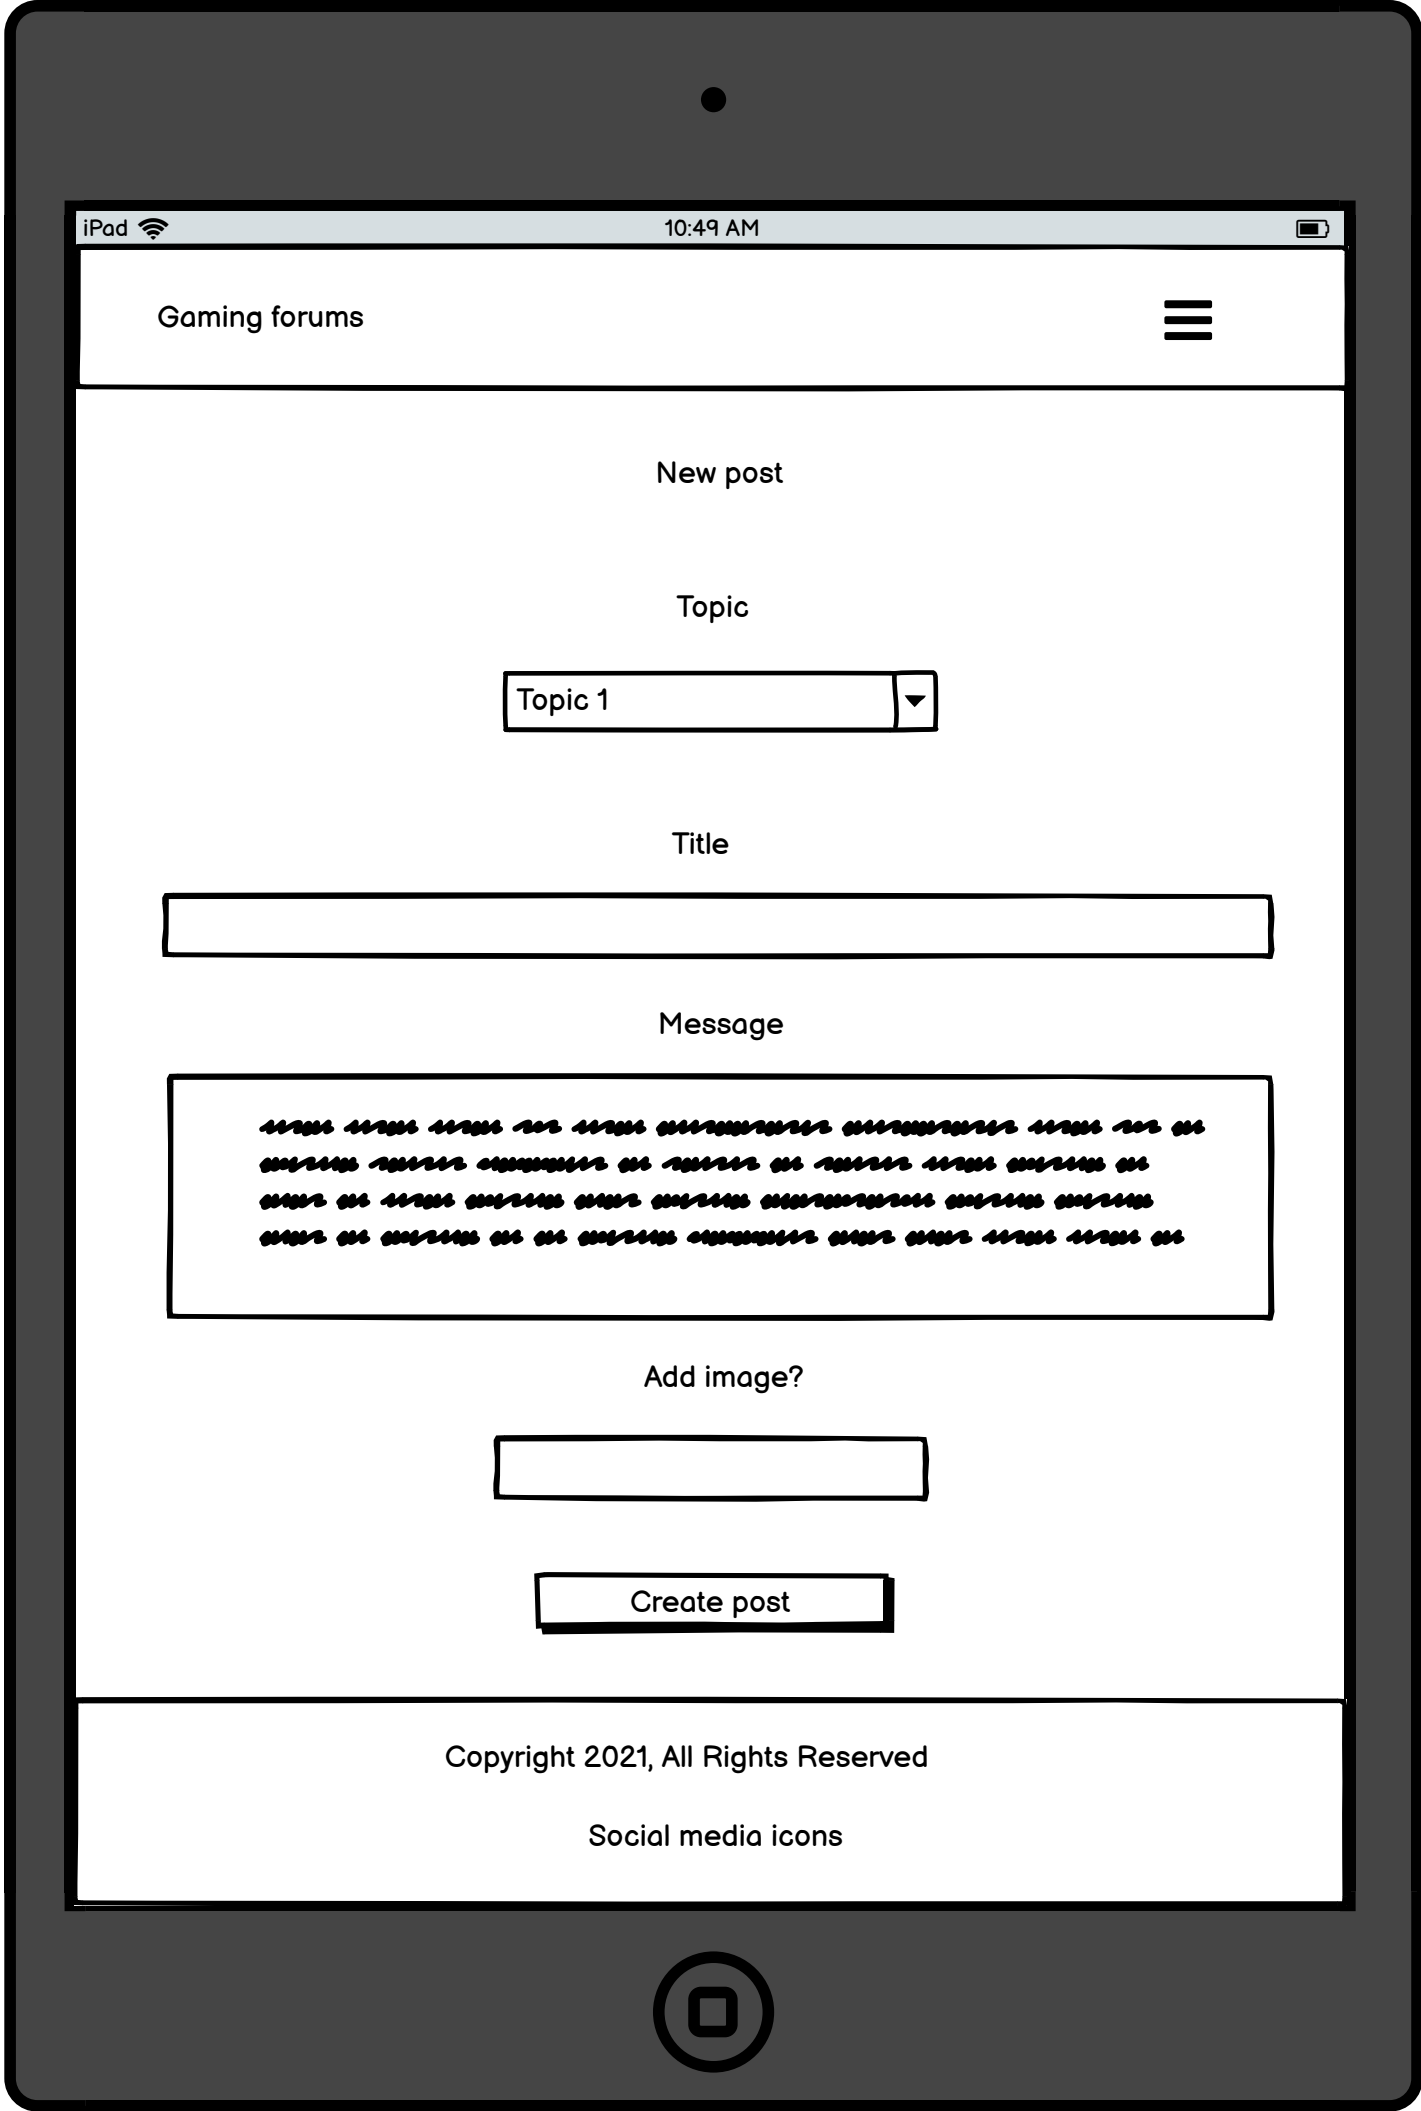 iPad
10:49 AM
Gaming forums
New post
Topic
Topic 1
Title
Message
Add image?
Create post
Copyright 2021, All Rights Reserved
Social media icons